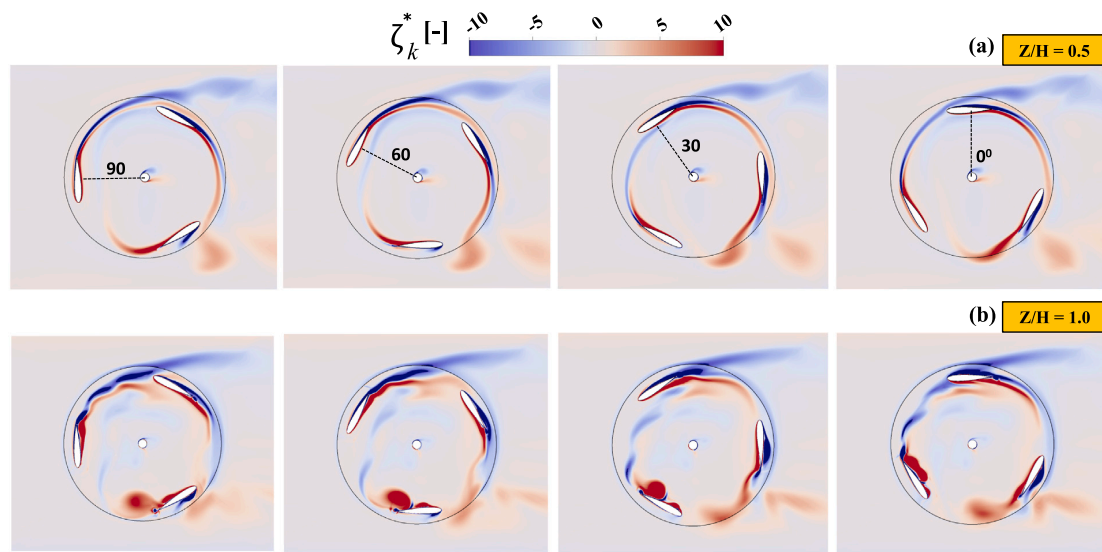 ζ*k [-]
-10 -5 0 5 10
(a) Z/H = 0.5
90 60 30 0⁰
(b) Z/H = 1.0